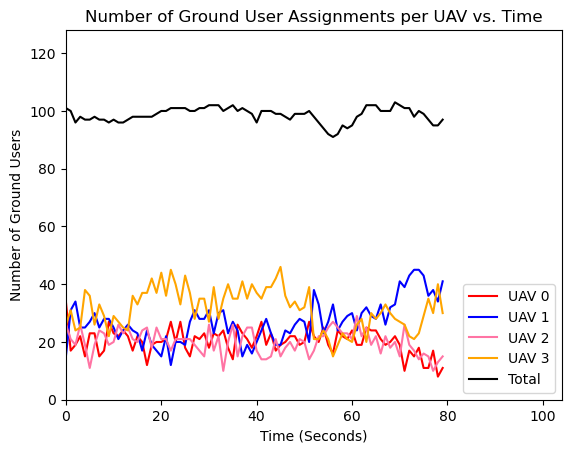 Number of Ground User Assignments per UAV vs. Time
Number of Ground Users
120
100
80
60
40
20
0
0 20 40 60 80 100
Time (Seconds)
UAV 0
UAV 1
UAV 2
UAV 3
Total